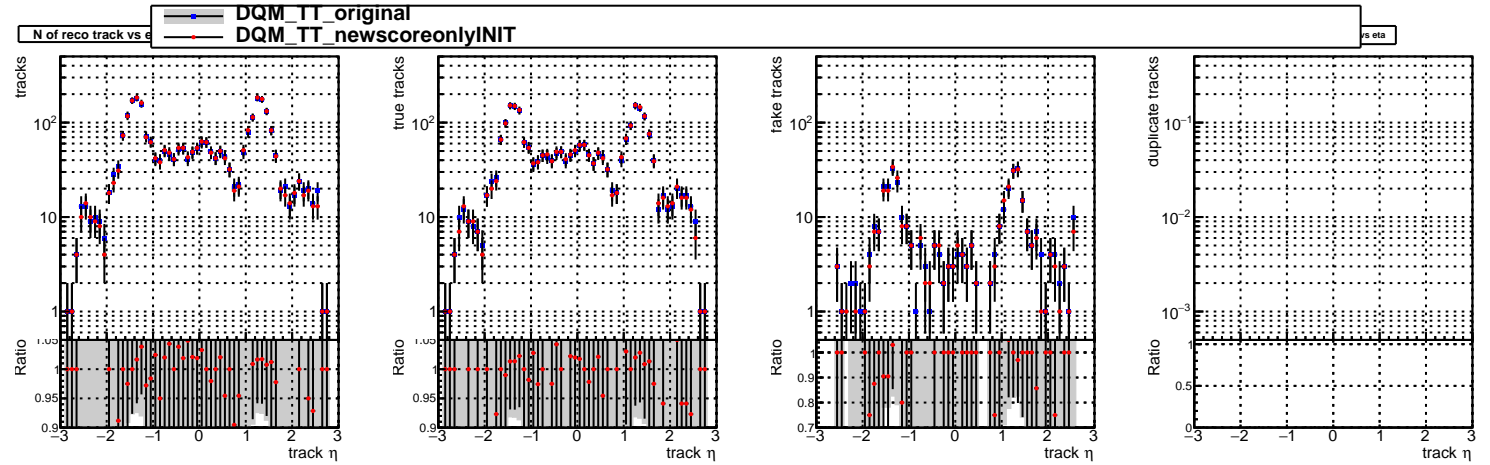 DQM_TT_original
DQM_TT_newscoreonlyINIT
N of reco track vs e
vs eta
tracks
10²
10
1
Ratio
1.05
1
0.95
0.9
−3 −2 −1 0 1 2 3
track η
true tracks
10²
10
1
Ratio
1.05
1
0.95
0.9
−3 −2 −1 0 1 2 3
track η
fake tracks
10²
10
1
Ratio
1
0.9
0.8
0.7
−3 −2 −1 0 1 2 3
track η
duplicate tracks
10⁻¹
10⁻²
10⁻³
Ratio
1
0.5
0
−3 −2 −1 0 1 2 3
track η